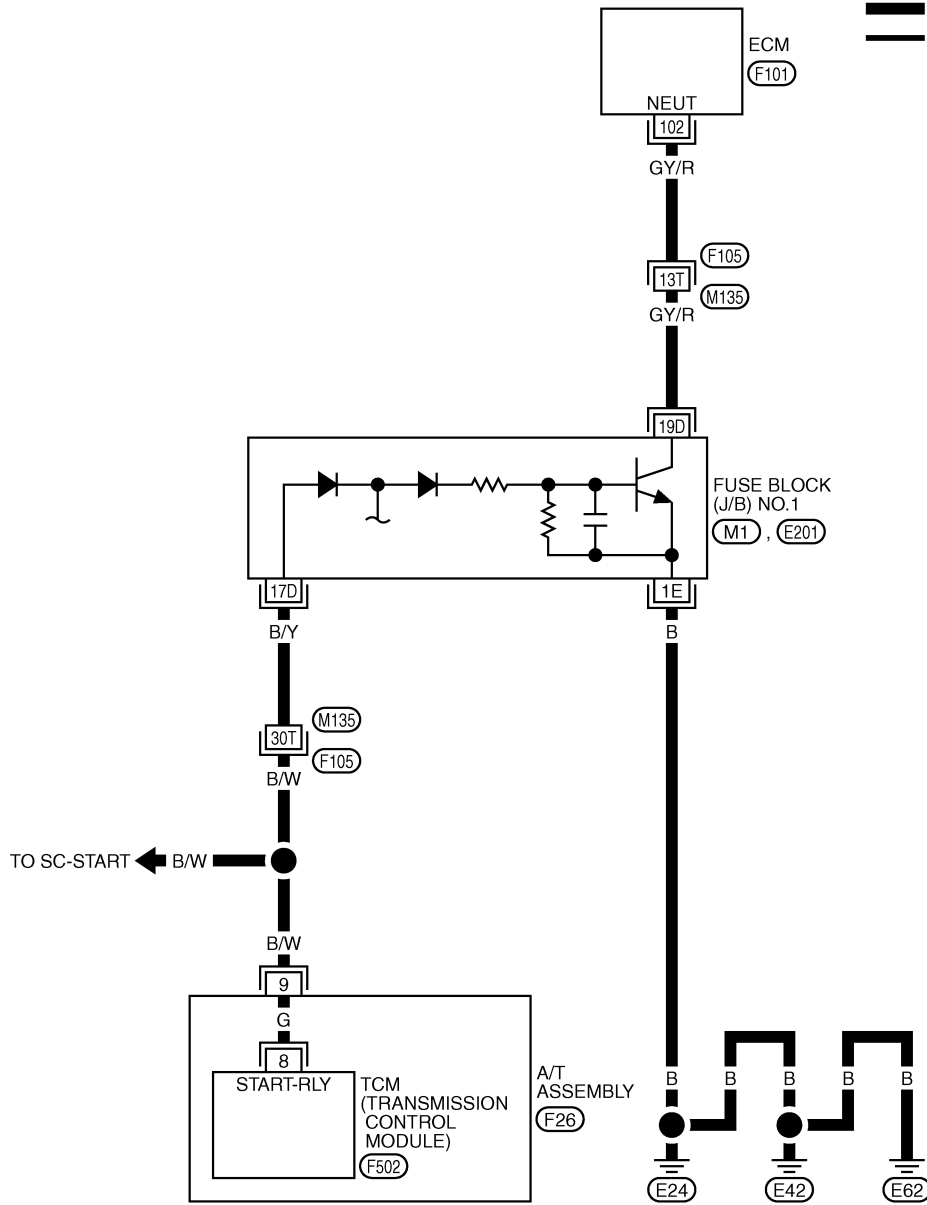 ECM
F101
NEUT
102
GY/R
F105
13T
M135
GY/R
19D
FUSE BLOCK
(J/B) NO.1
M1 , E201
17D
1E
B/Y
B
M135
30T
F105
B/W
TO SC-START
B/W
B/W
9
G
8
START-RLY
TCM
(TRANSMISSION
CONTROL
MODULE)
F502
A/T
ASSEMBLY
F26
B
B
B
B
B
E24
E42
E62